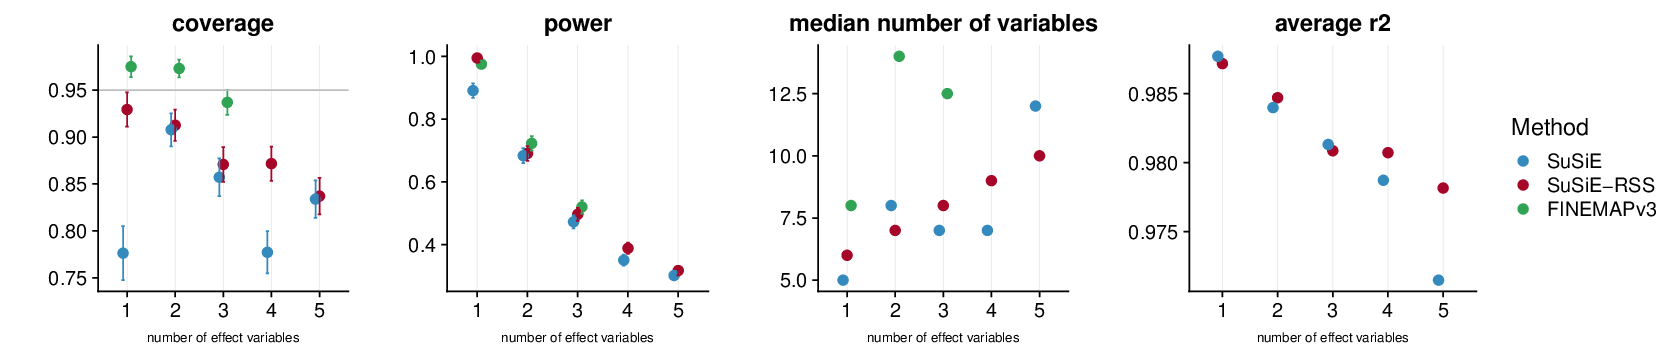 coverage
0.95
0.90
0.85
0.80
0.75
1 2 3 4 5
number of effect variables
power
1.0
0.8
0.6
0.4
1 2 3 4 5
number of effect variables
median number of variables
12.5
10.0
7.5
5.0
1 2 3 4 5
number of effect variables
average r2
0.985
0.980
0.975
1 2 3 4 5
number of effect variables
Method
SuSiE
SuSiE−RSS
FINEMAPv3